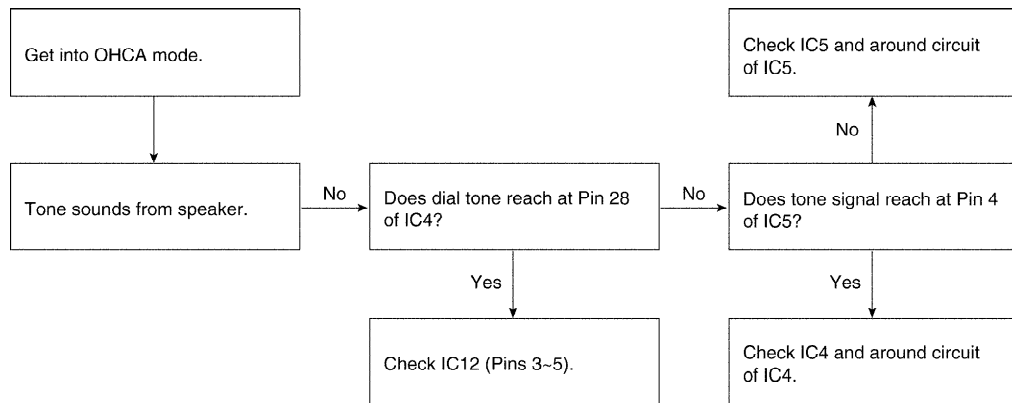 Get into OHCA mode.
Check IC5 and around circuit
of IC5.
No
Tone sounds from speaker.
No
Does dial tone reach at Pin 28
of IC4?
No
Does tone signal reach at Pin 4
of IC5?
Yes
Yes
Check IC12 (Pins 3~5).
Check IC4 and around circuit
of IC4.